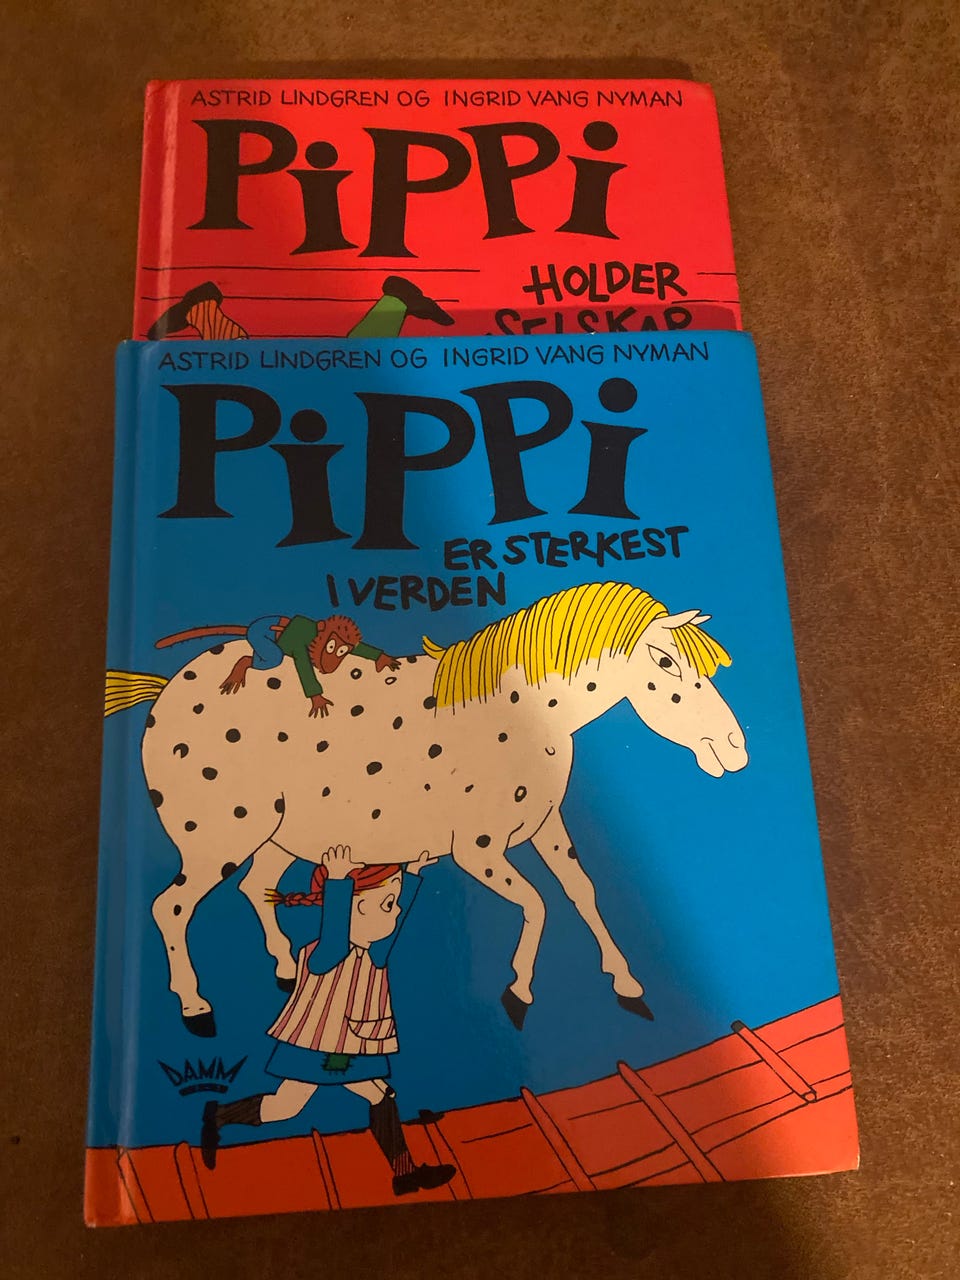 ASTRID LINDGREN OG INGRID VANG NYMAN
PiPPi
HOLDER
SELSKAP
ASTRID LINDGREN OG INGRID VANG NYMAN
PiPPi
ER STERKEST
I VERDEN
DAMM